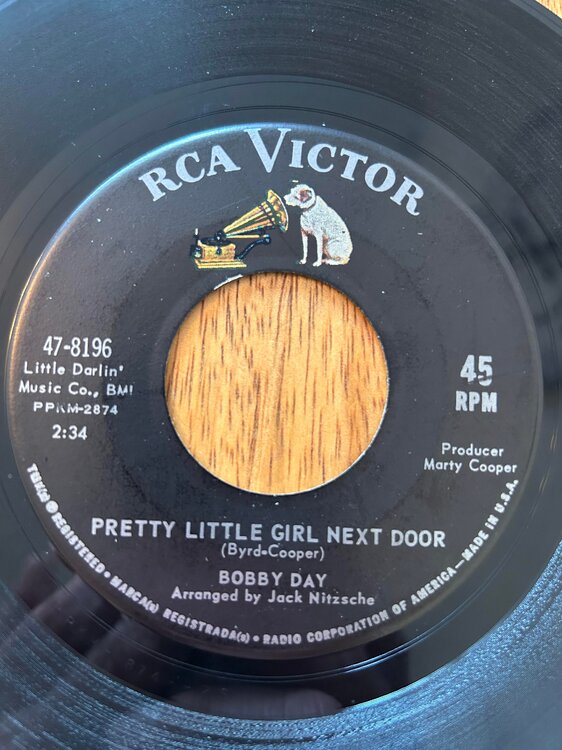 RCA VICTOR
47-8196
Little Darlin'
Music Co., BMI
PPKM-2874
2:34
45
RPM
Producer
Marty Cooper
PRETTY LITTLE GIRL NEXT DOOR
(Byrd-Cooper)
BOBBY DAY
Arranged by Jack Nitzsche
TMK(s) ® REGISTERED • MARCA(s) REGISTRADA(s) • RADIO CORPORATION OF AMERICA—MADE IN U.S.A.